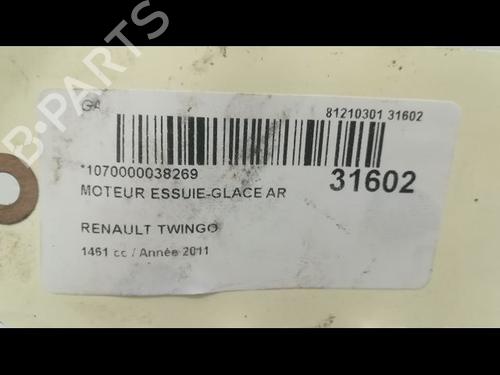 GA
81210301 31602
*1070000038269
31602
MOTEUR ESSUIE-GLACE AR
RENAULT TWINGO
1461 cc / Année 2011
B-PARTS